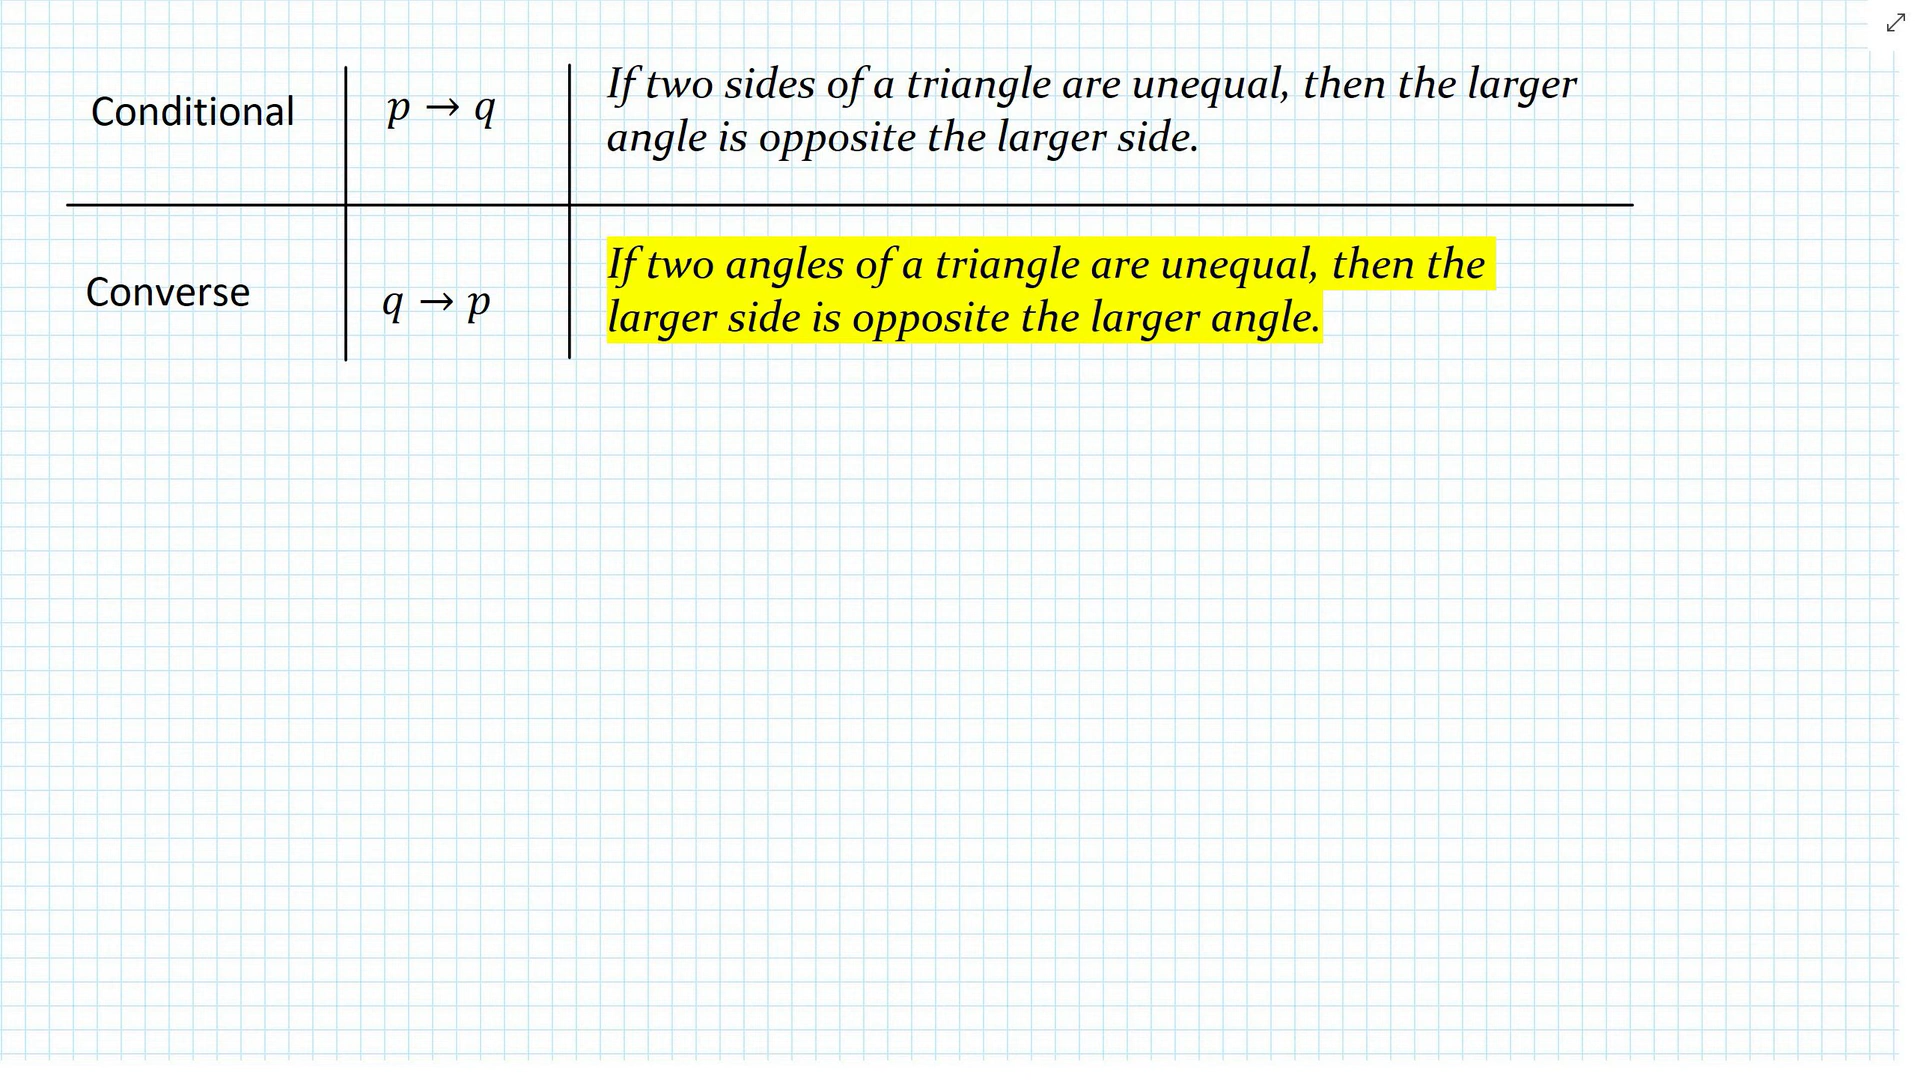 Conditional
p → q
If two sides of a triangle are unequal, then the larger
angle is opposite the larger side.
Converse
q → p
If two angles of a triangle are unequal, then the
larger side is opposite the larger angle.